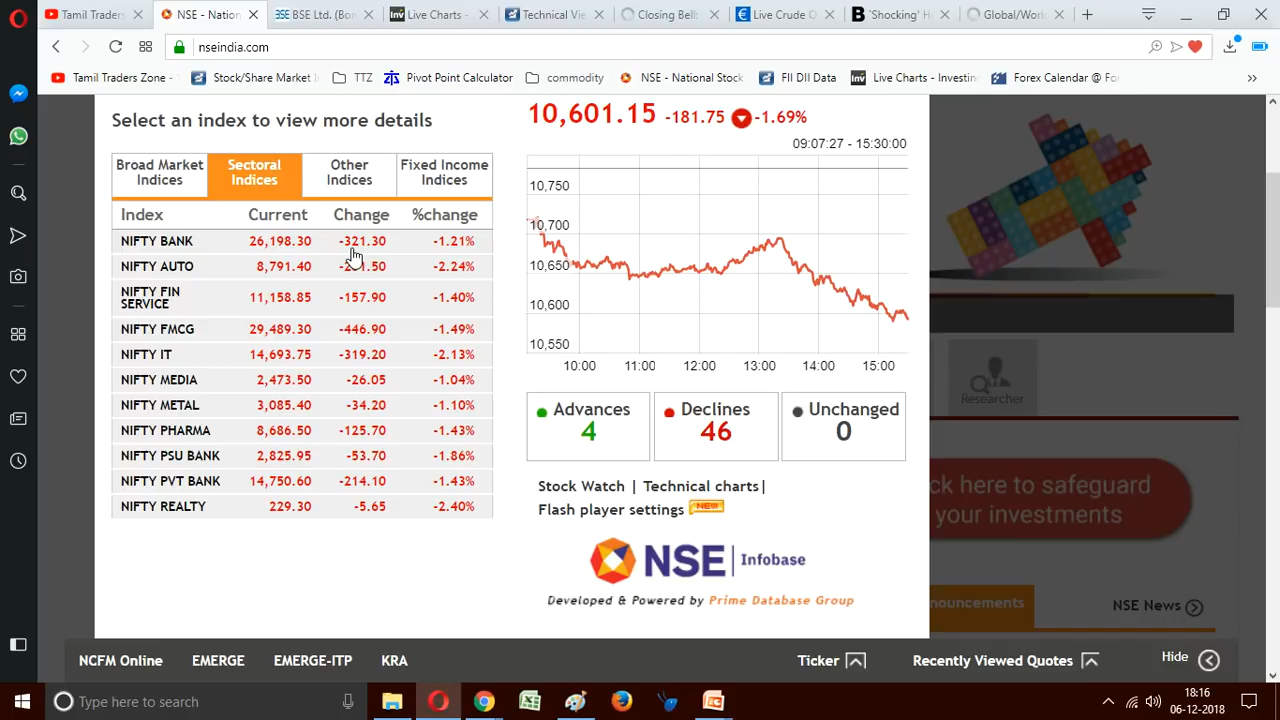 Tamil Traders
NSE - Nation
BSE Ltd. (Bon
Live Charts -
Technical Vie
Closing Bell:
Live Crude O
'Shocking' H
Global/Worl
nseindia.com
Tamil Traders Zone -
Stock/Share Market
TTZ
Pivot Point Calculator
commodity
NSE - National Stock
FII DII Data
Live Charts - Investin
Forex Calendar @ Fo
Select an index to view more details
Broad Market
Indices
Sectoral
Indices
Other
Indices
Fixed Income
Indices
Index Current Change %change
NIFTY BANK 26,198.30 -321.30 -1.21%
NIFTY AUTO 8,791.40 -2.24%
NIFTY FIN
SERVICE 11,158.85 -157.90 -1.40%
NIFTY FMCG 29,489.30 -446.90 -1.49%
NIFTY IT 14,693.75 -319.20 -2.13%
NIFTY MEDIA 2,473.50 -26.05 -1.04%
NIFTY METAL 3,085.40 -34.20 -1.10%
NIFTY PHARMA 8,686.50 -125.70 -1.43%
NIFTY PSU BANK 2,825.95 -53.70 -1.86%
NIFTY PVT BANK 14,750.60 -214.10 -1.43%
NIFTY REALTY 229.30 -5.65 -2.40%
10,601.15 -181.75 -1.69%
09:07:27 - 15:30:00
10,750
10,700
10,650
10,600
10,550
10:00 11:00 12:00 13:00 14:00 15:00
Advances
4
Declines
46
Unchanged
0
Stock Watch | Technical charts|
Flash player settings NEW
NSE Infobase
Developed & Powered by Prime Database Group
Researcher
ck here to safeguard
your investments
nouncements
NSE News
NCFM Online EMERGE EMERGE-ITP KRA Ticker Recently Viewed Quotes Hide
Type here to search
18:16
06-12-2018